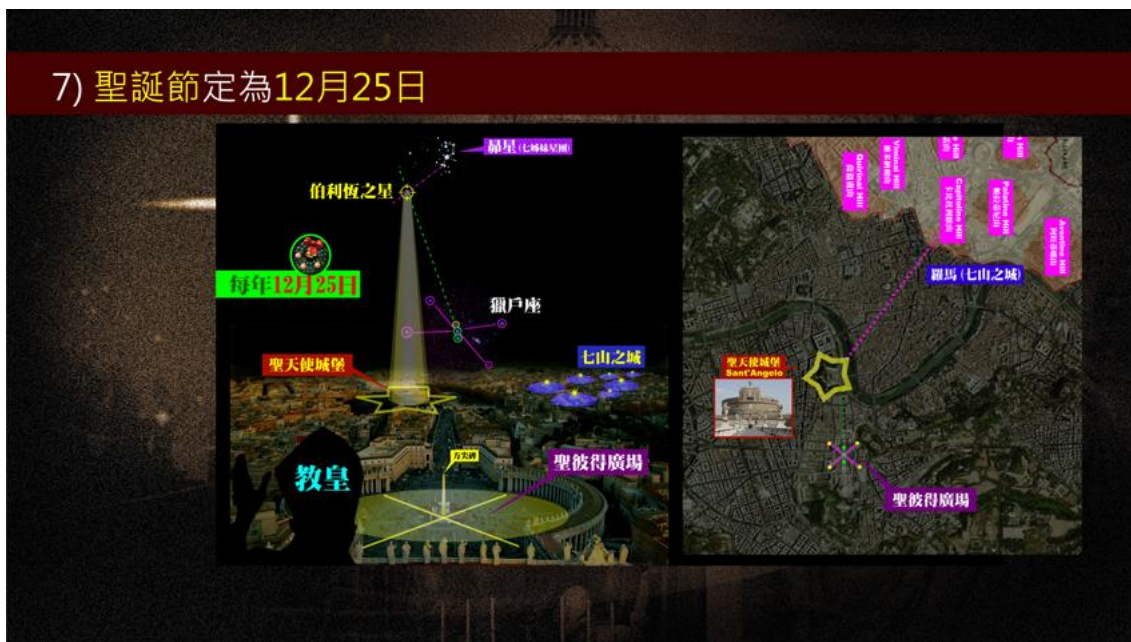 7) 聖誕節定為12月25日
昴星(七姊妹星團)
伯利恆之星
每年12月25日
獵戶座
聖天使城堡
七山之城
方尖碑
聖彼得廣場
教皇
Quirinal Hill
Viminal Hill
Capitoline Hill
Palatine Hill
Aventine Hill
羅馬(七山之城)
聖天使城堡
Sant'Angelo
聖彼得廣場